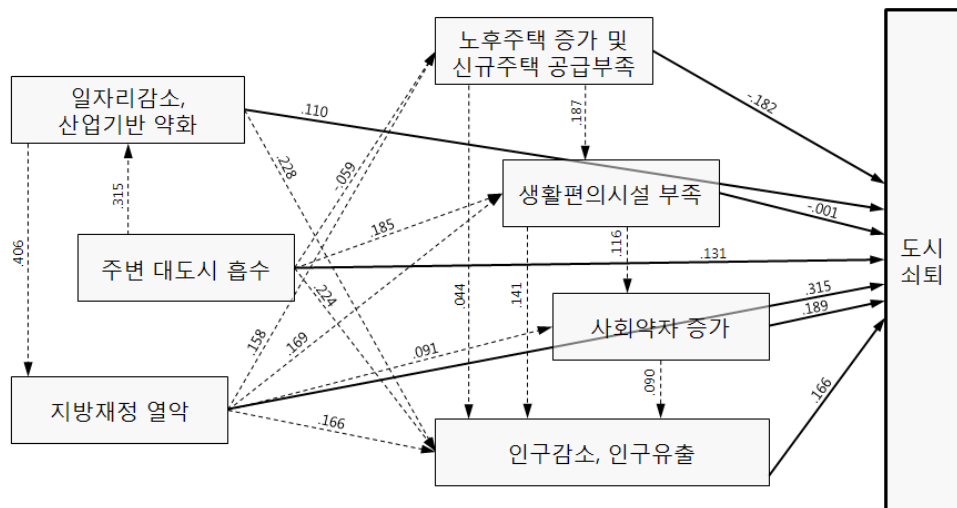 노후주택 증가 및
신규주택 공급부족
일자리감소,
산업기반 약화
.110
-.182
.187
.228
-.059
.315
생활편의시설 부족
-.001
.406
.185
.116
주변 대도시 흡수
.131
도시
쇠퇴
.224
.044
.141
.315
.189
사회약자 증가
.158
.169
.091
.090
지방재정 열악
.166
.166
인구감소, 인구유출